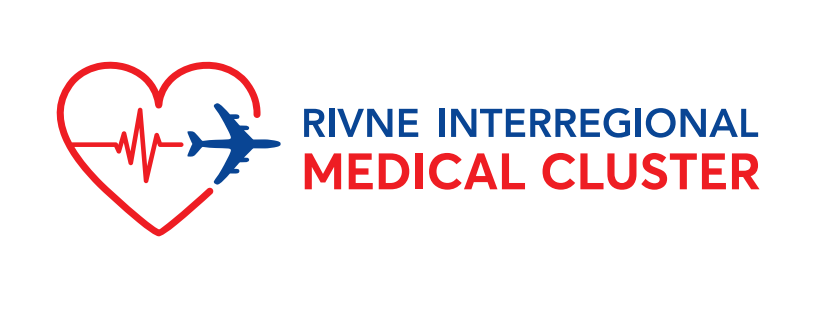 RIVNE INTERREGIONAL
MEDICAL CLUSTER